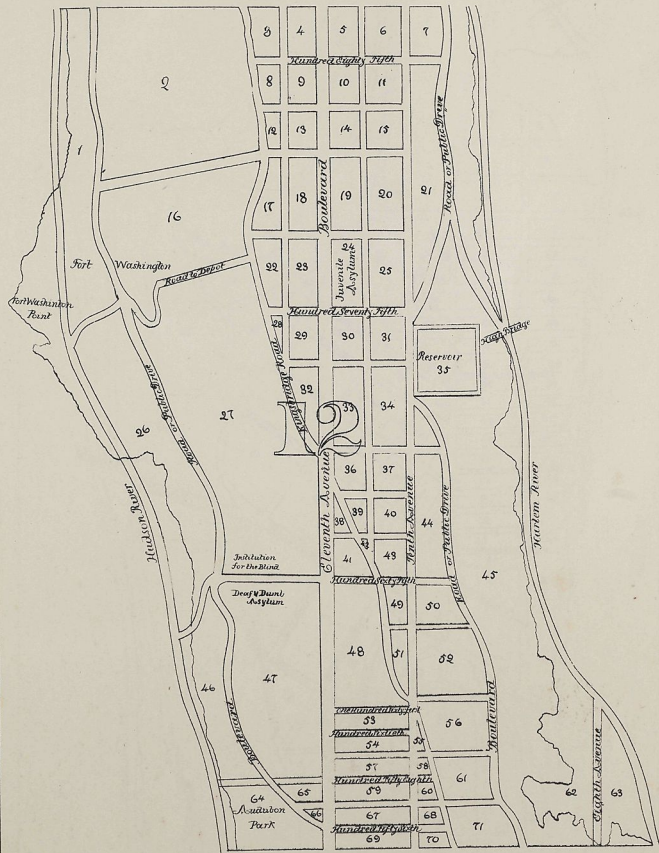 3 4 5 6 7
Hundred Eighty Fifth
2
8 9 10 11
12 13 14 15
1
Boulevard
Road or Public Drive
16
17 18 19 20 21
Fort Washington
22 23
24
Juvenile
Asylum
25
Road to Depot
Fort Washinton
Point
Hundred Seventy Fifth
28 29 30 31
High Bridge
Reservoir
35
Kingsbridge Road
32 33 34
12
26
Road or Public Drive
27
Hudson River
Eleventh Avenue
36 37
38 39 40
Tenth Avenue
44
Road or Public Drive
Harlem River
41 42 43
45
Institution
for the Blind
Hundred Sixty Fifth
Deaf & Dumb
Asylum
49 50
46 47 48
51 52
Boulevard
Boulevard
One Hundred Sixty First
53
Hundred Sixtieth
54
55
56
57 58
Hundred Fifty Eighth
59 60 61
Eighth Avenue
62 63
64
Audubon
Park
65
66
67 68
Hundred Fifty Sixth
69 70 71